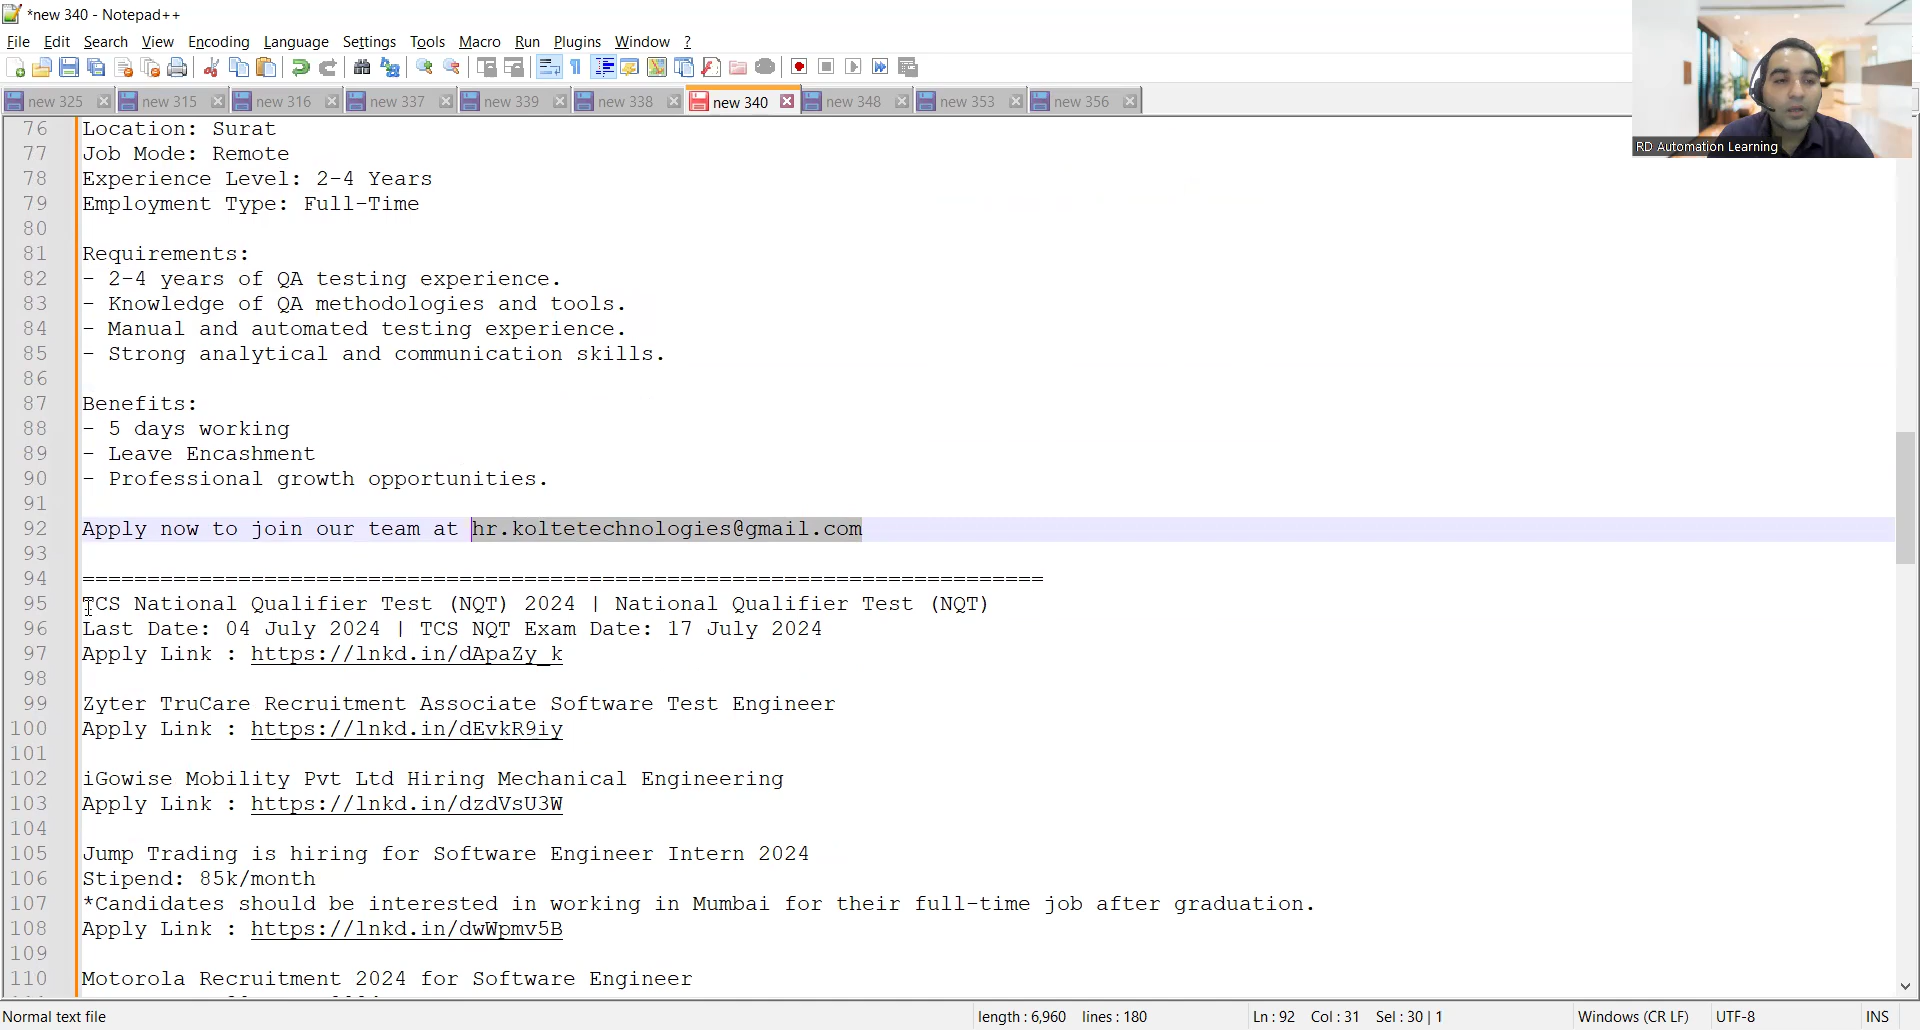 *new 340 - Notepad++
File Edit Search View Encoding Language Settings Tools Macro Run Plugins Window ?
new 325 new 315 new 316 new 337 new 339 new 338 new 340 new 348 new 353 new 356
RD Automation Learning
76 Location: Surat
77 Job Mode: Remote
78 Experience Level: 2-4 Years
79 Employment Type: Full-Time
80
81 Requirements:
82 - 2-4 years of QA testing experience.
83 - Knowledge of QA methodologies and tools.
84 - Manual and automated testing experience.
85 - Strong analytical and communication skills.
86
87 Benefits:
88 - 5 days working
89 - Leave Encashment
90 - Professional growth opportunities.
91
92 Apply now to join our team at hr.koltetechnologies@gmail.com
93
94 ==========================================================================
95 TCS National Qualifier Test (NQT) 2024 | National Qualifier Test (NQT)
96 Last Date: 04 July 2024 | TCS NQT Exam Date: 17 July 2024
97 Apply Link : https://lnkd.in/dApaZy_k
98
99 Zyter TruCare Recruitment Associate Software Test Engineer
100 Apply Link : https://lnkd.in/dEvkR9iy
101
102 iGowise Mobility Pvt Ltd Hiring Mechanical Engineering
103 Apply Link : https://lnkd.in/dzdVsU3W
104
105 Jump Trading is hiring for Software Engineer Intern 2024
106 Stipend: 85k/month
107 *Candidates should be interested in working in Mumbai for their full-time job after graduation.
108 Apply Link : https://lnkd.in/dwWpmv5B
109
110 Motorola Recruitment 2024 for Software Engineer
Normal text file length : 6,960 lines : 180 Ln : 92 Col : 31 Sel : 30 | 1 Windows (CR LF) UTF-8 INS